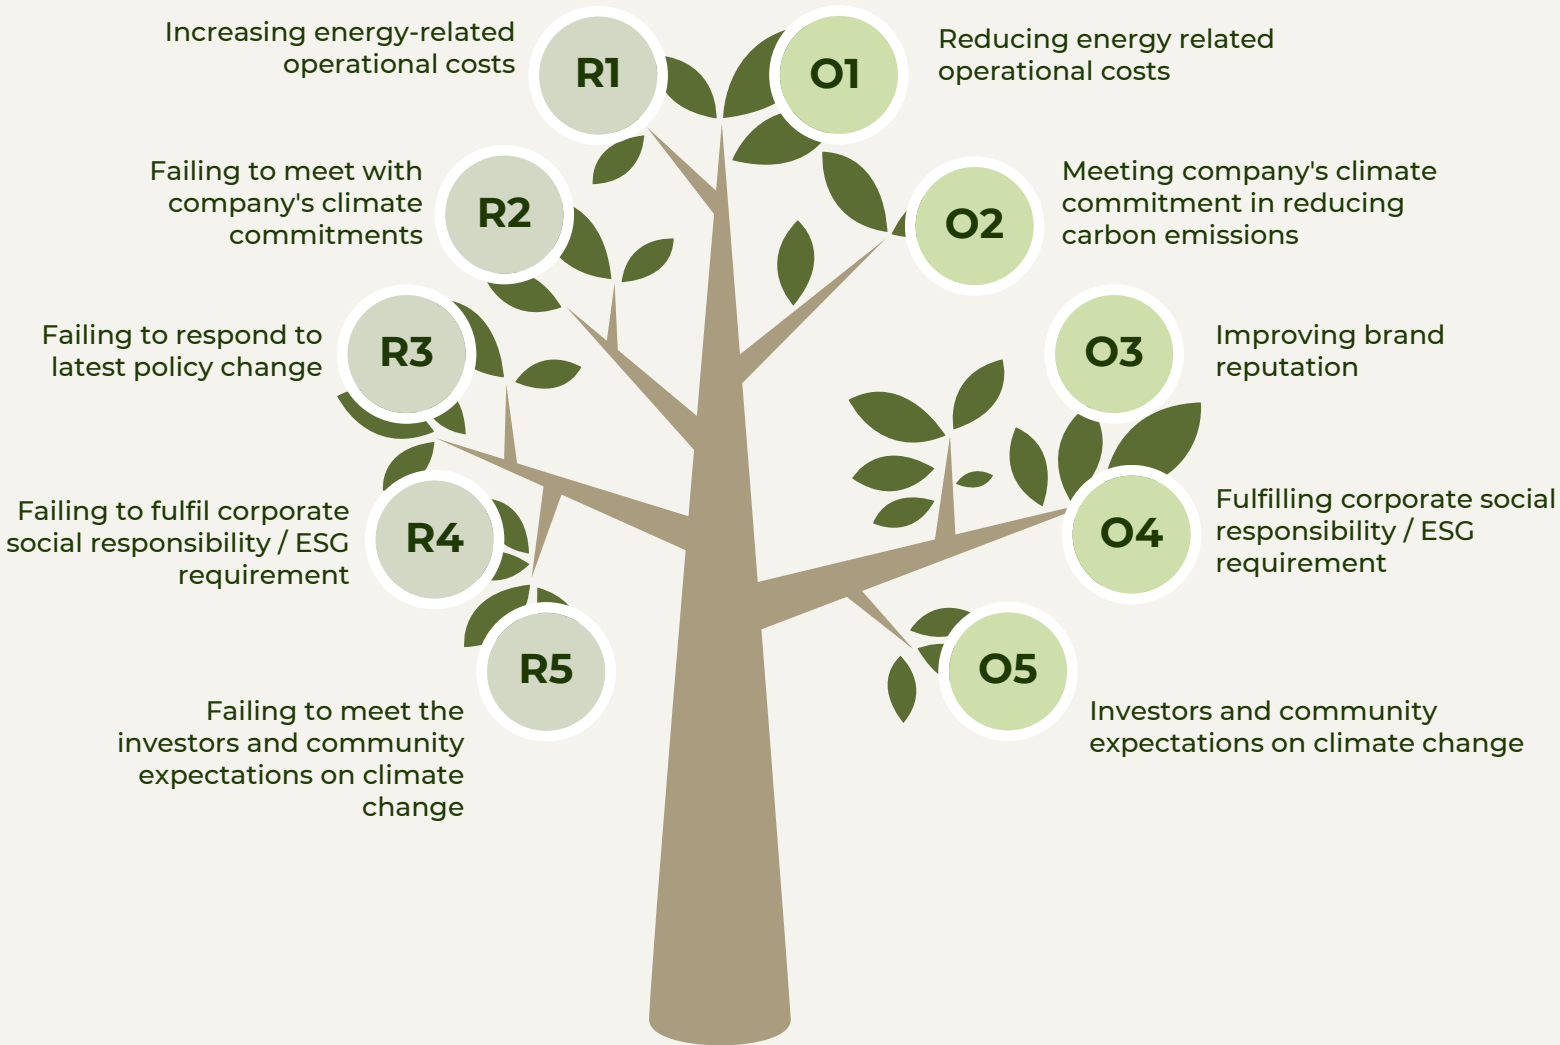 Increasing energy-related
operational costs
R1
Failing to meet with
company's climate
commitments
R2
Failing to respond to
latest policy change
R3
Failing to fulfil corporate
social responsibility / ESG
requirement
R4
Failing to meet the
investors and community
expectations on climate
change
R5
O1
Reducing energy related
operational costs
O2
Meeting company's climate
commitment in reducing
carbon emissions
O3
Improving brand
reputation
O4
Fulfilling corporate social
responsibility / ESG
requirement
O5
Investors and community
expectations on climate change